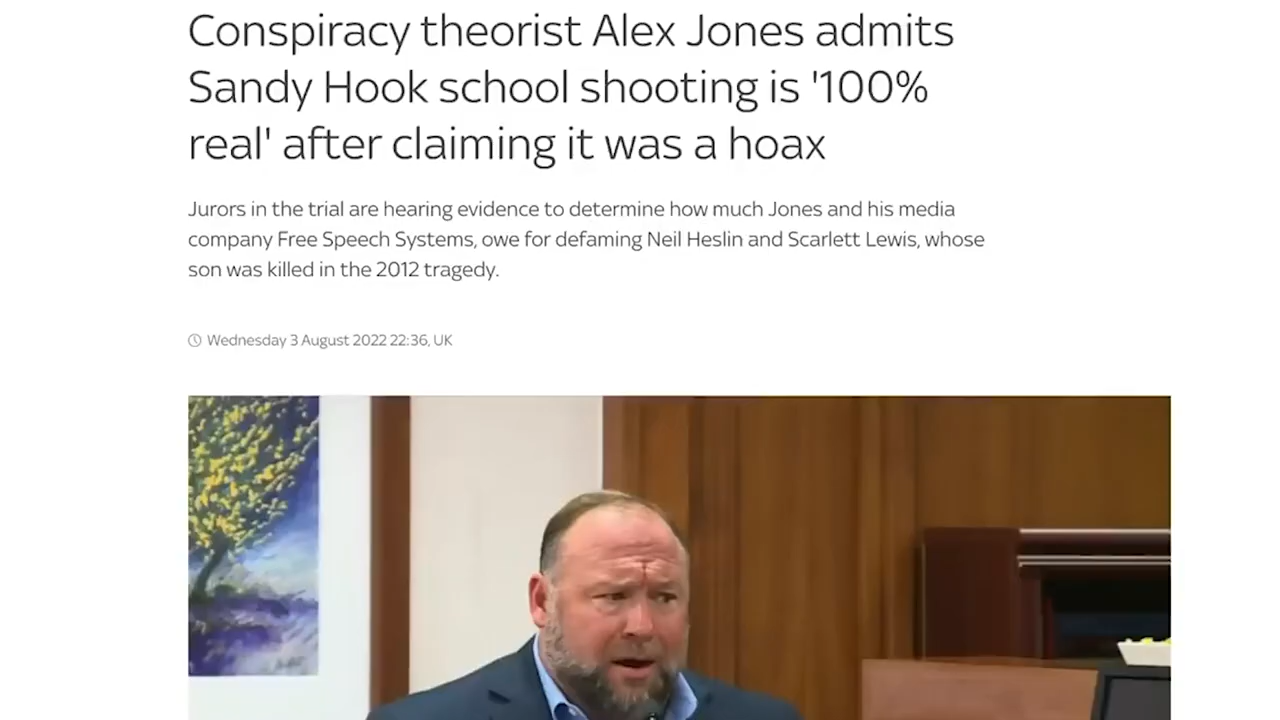 Conspiracy theorist Alex Jones admits
Sandy Hook school shooting is '100%
real' after claiming it was a hoax
Jurors in the trial are hearing evidence to determine how much Jones and his media
company Free Speech Systems, owe for defaming Neil Heslin and Scarlett Lewis, whose
son was killed in the 2012 tragedy.
Wednesday 3 August 2022 22:36, UK